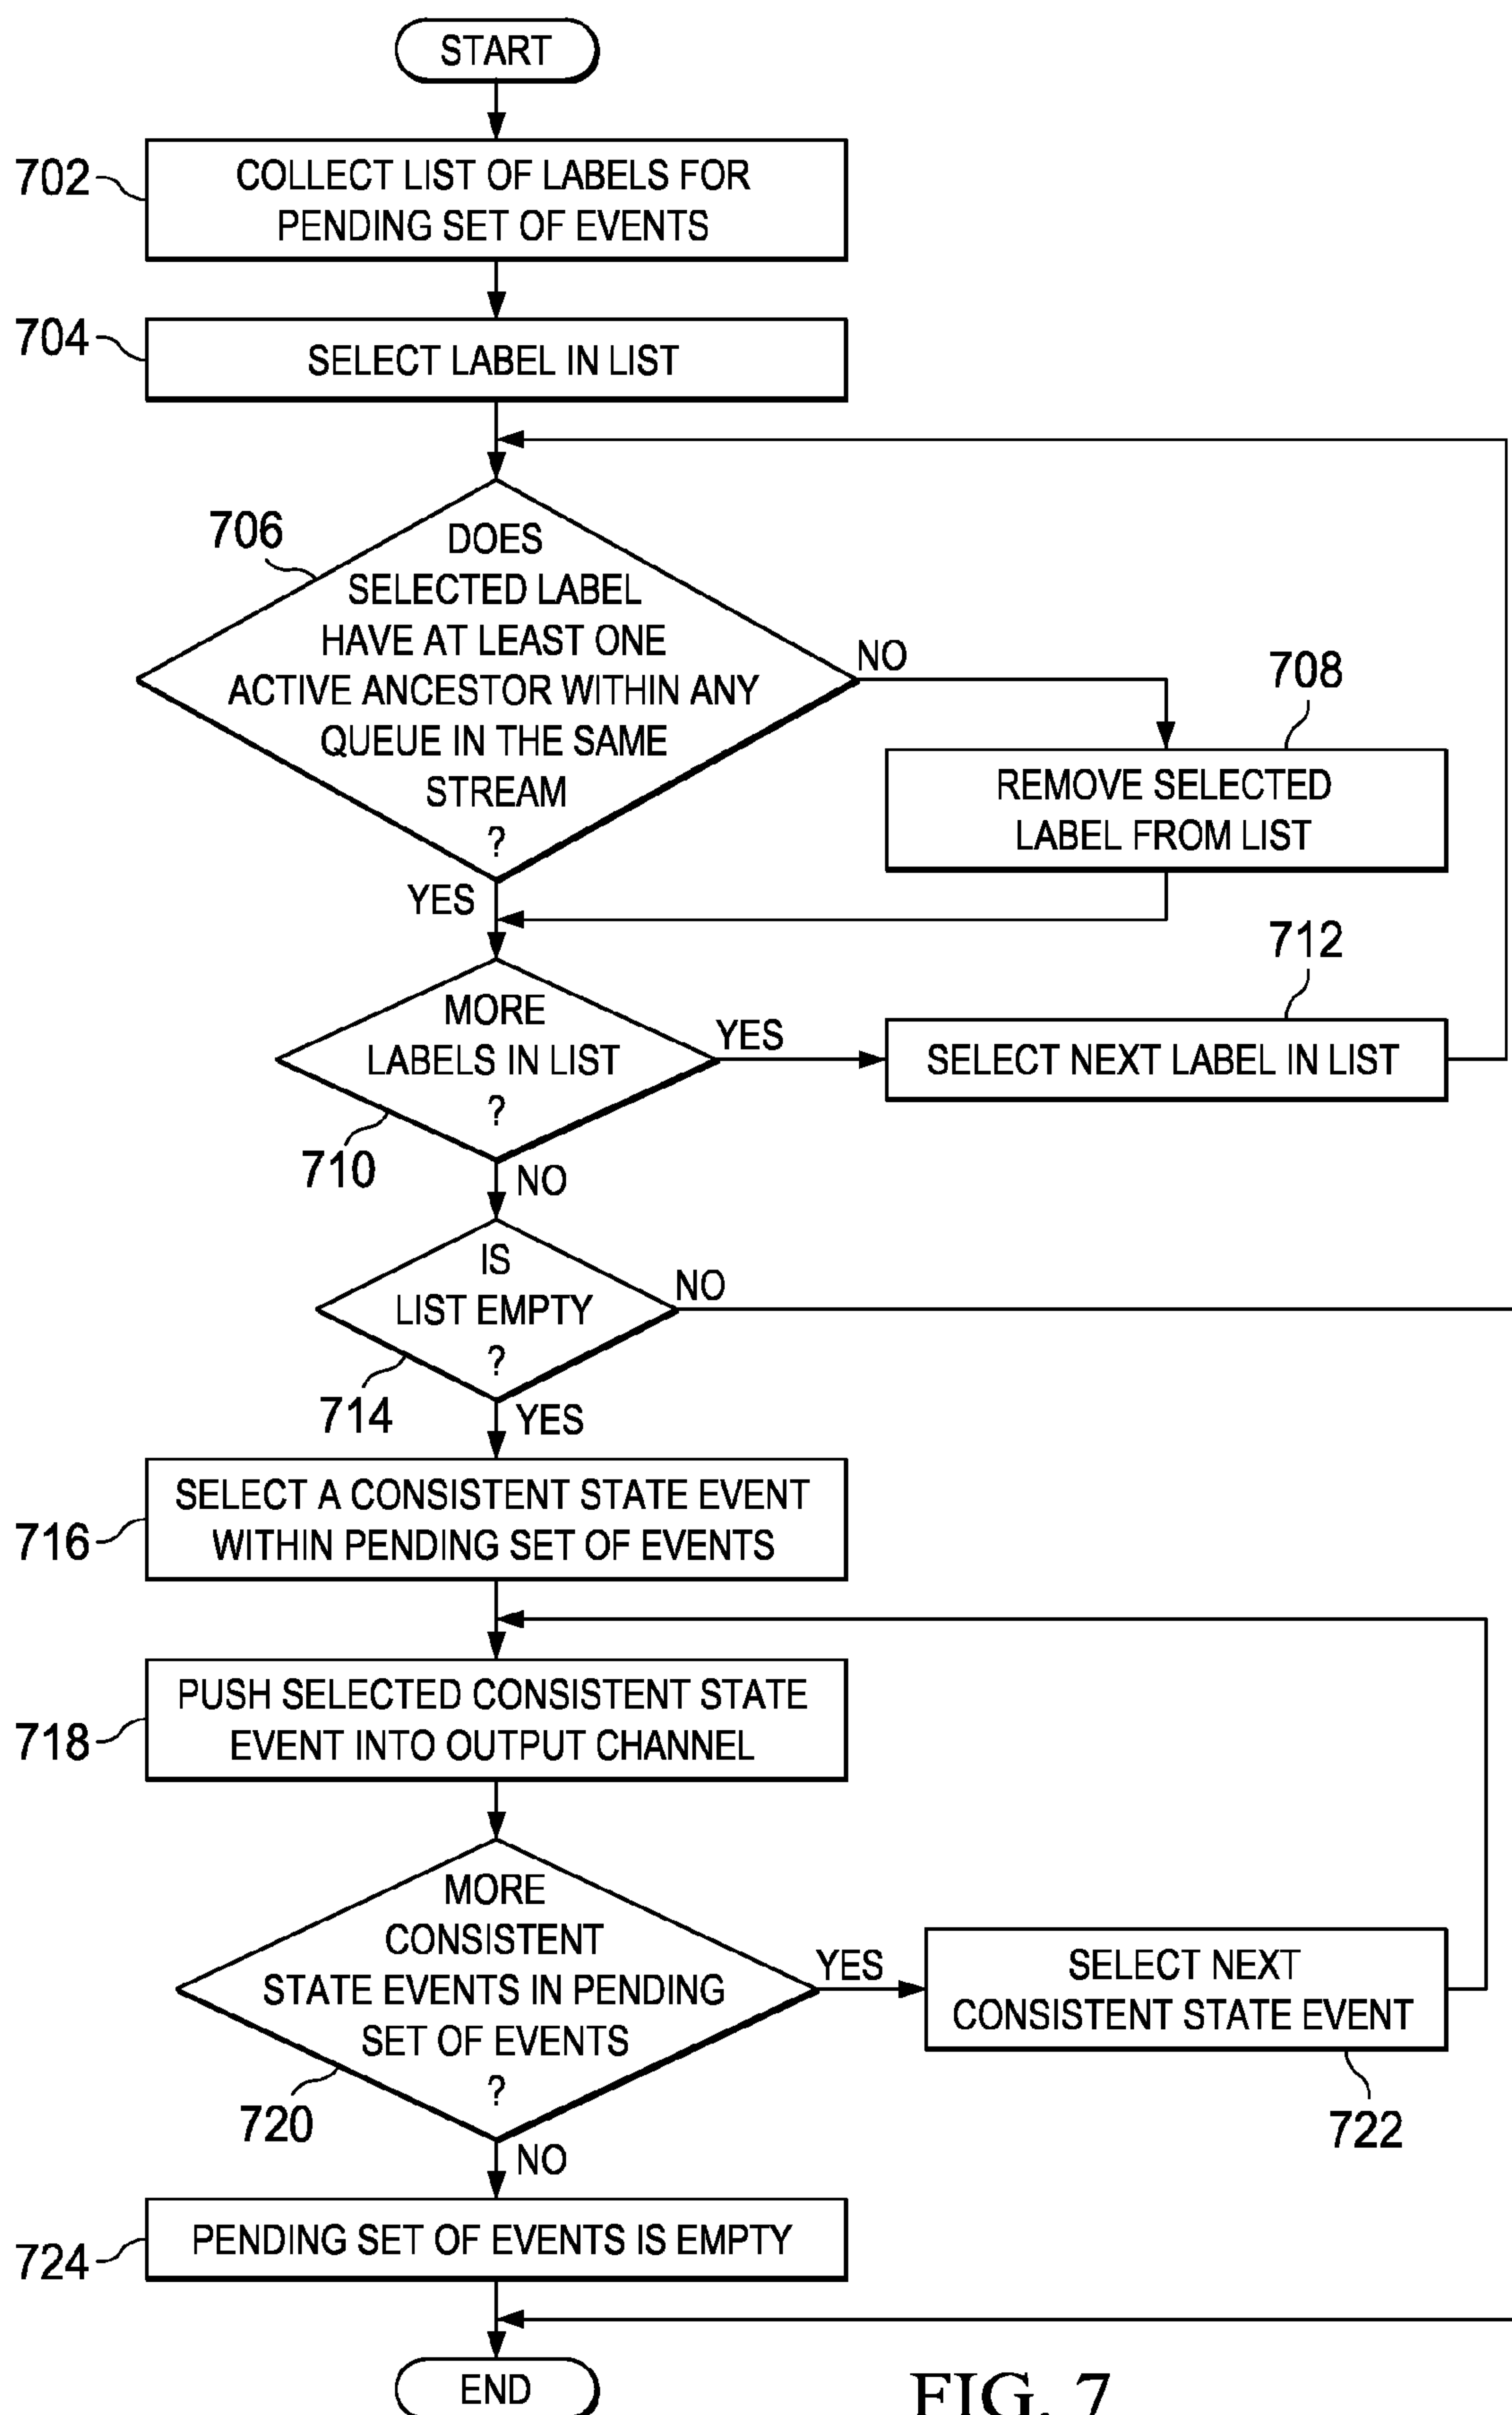 START
702
COLLECT LIST OF LABELS FOR
PENDING SET OF EVENTS
704
SELECT LABEL IN LIST
706
DOES
SELECTED LABEL
HAVE AT LEAST ONE
ACTIVE ANCESTOR WITHIN ANY
QUEUE IN THE SAME
STREAM
?
NO
708
REMOVE SELECTED
LABEL FROM LIST
YES
712
MORE
LABELS IN LIST
?
YES
SELECT NEXT LABEL IN LIST
710
NO
IS
LIST EMPTY
?
NO
714
YES
716
SELECT A CONSISTENT STATE EVENT
WITHIN PENDING SET OF EVENTS
718
PUSH SELECTED CONSISTENT STATE
EVENT INTO OUTPUT CHANNEL
MORE
CONSISTENT
STATE EVENTS IN PENDING
SET OF EVENTS
?
YES
SELECT NEXT
CONSISTENT STATE EVENT
720
722
NO
724
PENDING SET OF EVENTS IS EMPTY
END
FIG. 7